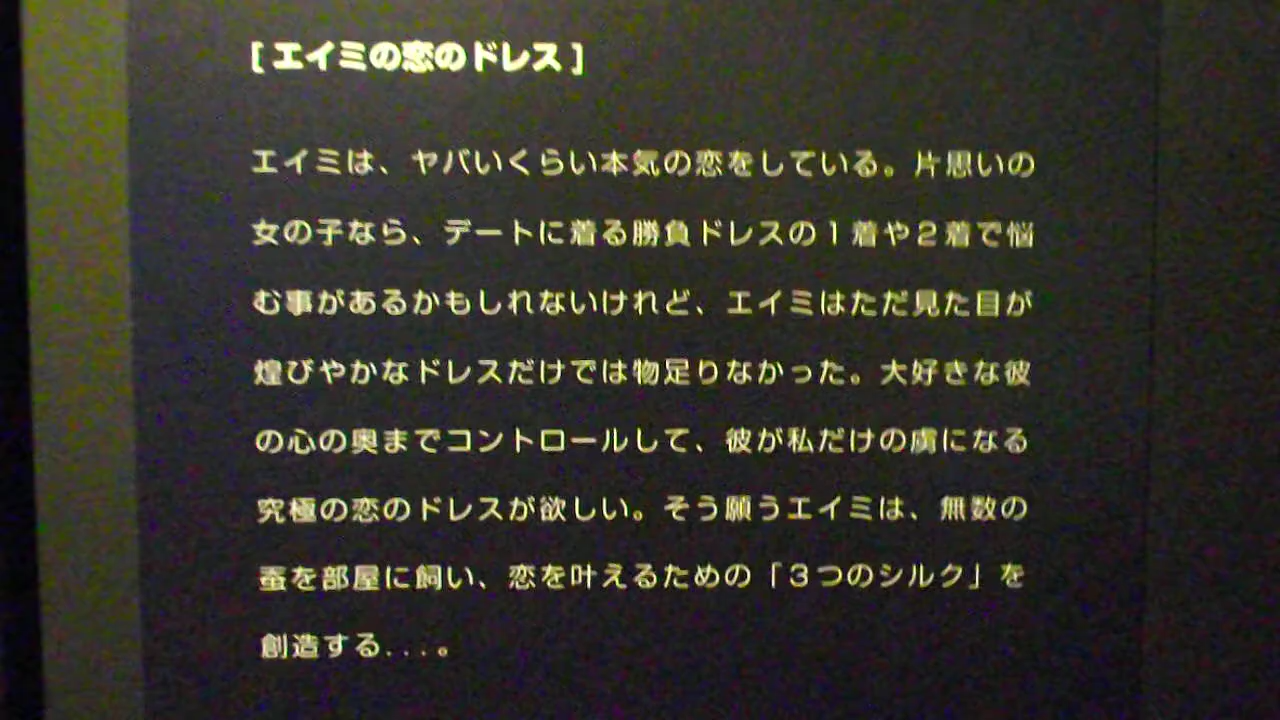 [エイミの恋のドレス]
エイミは、ヤバいくらい本気の恋をしている。片思いの
女の子なら、デートに着る勝負ドレスの1着や2着で悩
む事があるかもしれないけれど、エイミはただ見た目が
煌びやかなドレスだけでは物足りなかった。大好きな彼
の心の奥までコントロールして、彼が私だけの虜になる
究極の恋のドレスが欲しい。そう願うエイミは、無数の
蚕を部屋に飼い、恋を叶えるための「3つのシルク」を
創造する...。